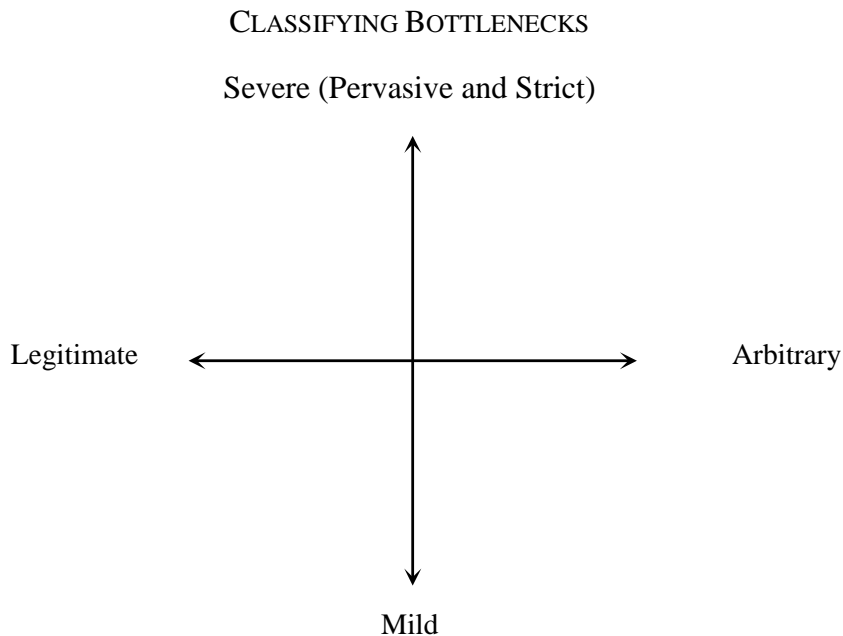 CLASSIFYING BOTTLENECKS
Severe (Pervasive and Strict)
Legitimate
Arbitrary
Mild